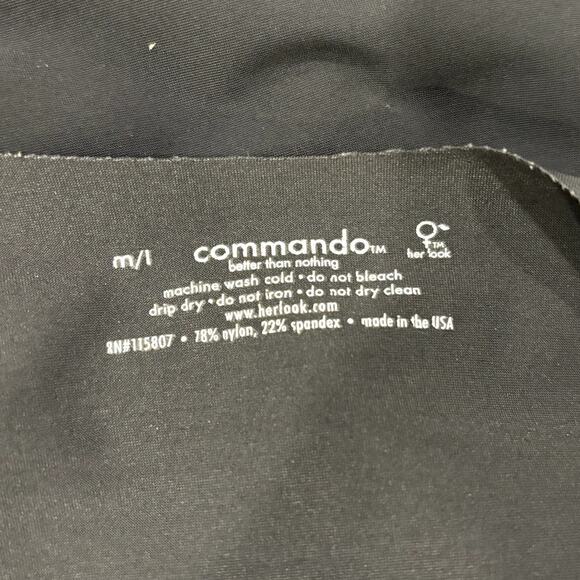 m/l commando™
her look™
better than nothing
machine wash cold • do not bleach
drip dry • do not iron • do not dry clean
www.herlook.com
RN#115807 • 78% nylon, 22% spandex • made in the USA